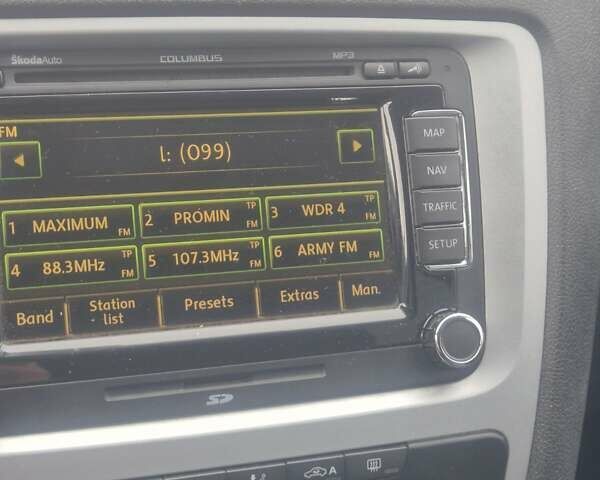 ŠkodaAuto COLUMBUS MP3
FM
l: (099)
1 MAXIMUM FM
2 PROMIN TP FM
3 WDR 4 TP FM
4 88.3MHz TP FM
5 107.3MHz TP FM
6 ARMY FM TP FM
Band
Station
list
Presets
Extras
Man.
MAP
NAV
TRAFFIC
SETUP
SD
A